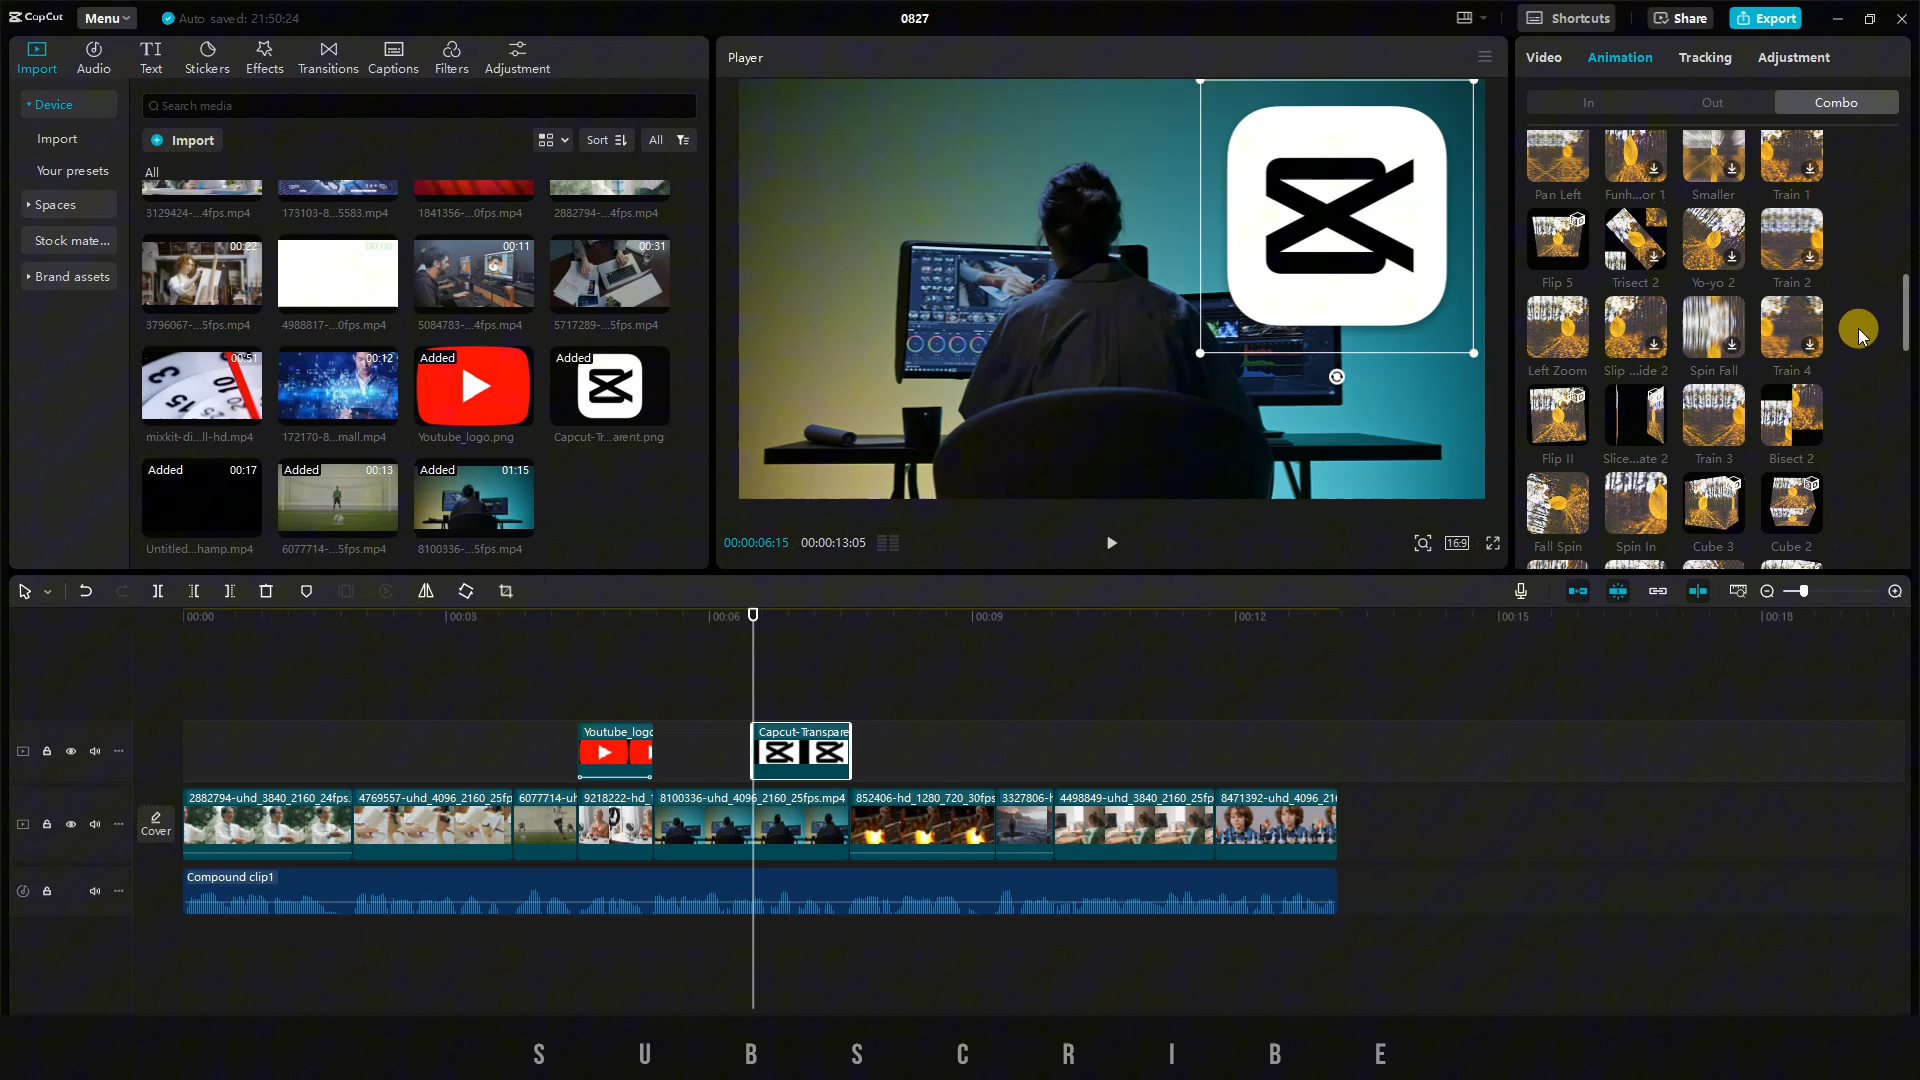 CapCut
Menu
Auto saved: 21:50:24
0827
Shortcuts
Share
Export
Import
Audio
TI
Text
Stickers
Effects
Transitions
Captions
Filters
Adjustment
Device
Import
Your presets
Spaces
Stock mate...
Brand assets
Search media
Import
Sort
All
All
3129424-...4fps.mp4
173103-8...5583.mp4
1841356-...0fps.mp4
2882794-...4fps.mp4
00:22
00:11
00:31
3796067-...5fps.mp4
4988817-...0fps.mp4
5084783-...4fps.mp4
5717289-...5fps.mp4
00:51
00:12
Added
Added
mixkit-di...ll-hd.mp4
172170-8...mall.mp4
Youtube_logo.png
Capcut-Tr...arent.png
Added 00:17
Added 00:13
Added 01:15
Untitled...hamp.mp4
6077714-...5fps.mp4
8100336-...5fps.mp4
Player
00:00:06:15
00:00:13:05
16:9
Video
Animation
Tracking
Adjustment
In
Out
Combo
Pan Left
Funh...or 1
Smaller
Train 1
Flip 5
Trisect 2
Yo-yo 2
Train 2
Left Zoom
Slip ...ide 2
Spin Fall
Train 4
Flip II
Slice...ate 2
Train 3
Bisect 2
Fall Spin
Spin In
Cube 3
Cube 2
00:00
00:03
00:06
00:09
00:12
00:15
00:18
Youtube_logo
Capcut-Transpare
Cover
2882794-uhd_3840_2160_24fps.
4769557-uhd_4096_2160_25fp
6077714-uh
9218222-hd_1
8100336-uhd_4096_2160_25fps.mp4
852406-hd_1280_720_30fps
3327806-h
4498849-uhd_3840_2160_25fp
8471392-uhd_4096_216
Compound clip1
S U B S C R I B E